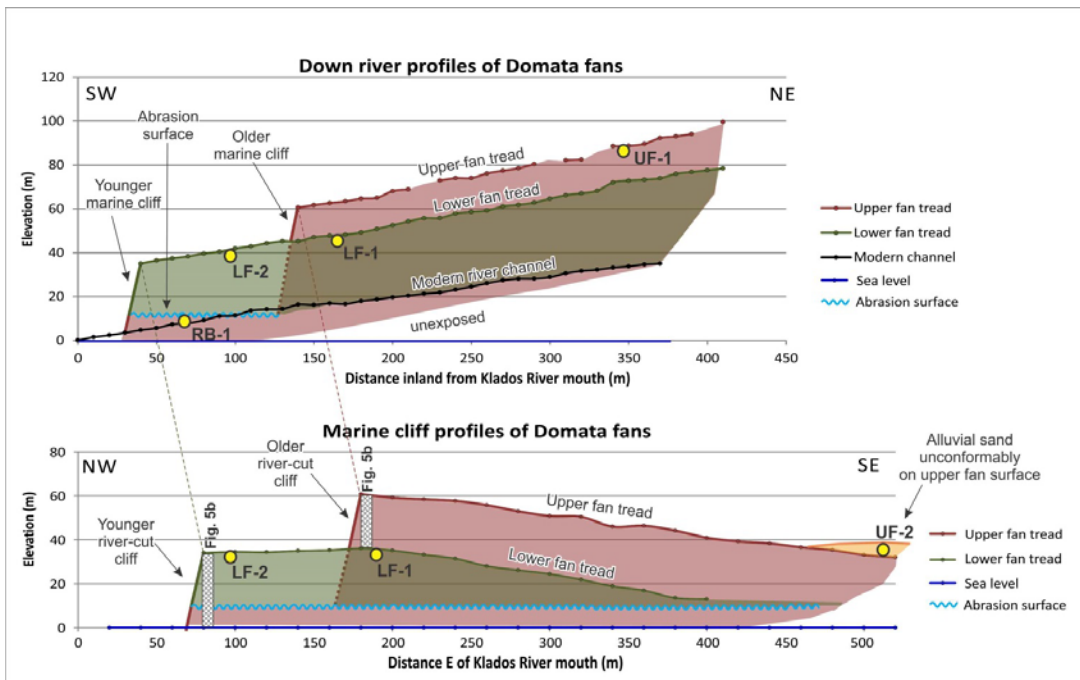 Down river profiles of Domata fans
SW
NE
Elevation (m)
120
100
80
60
40
20
0
Abrasion
surface
Older
marine cliff
Younger
marine cliff
Upper fan tread
UF-1
Lower fan tread
LF-1
LF-2
Modern river channel
RB-1
unexposed
0 50 100 150 200 250 300 350 400 450
Distance inland from Klados River mouth (m)
Upper fan tread
Lower fan tread
Modern channel
Sea level
Abrasion surface
Marine cliff profiles of Domata fans
NW
SE
Elevation (m)
80
60
40
20
0
Older
river-cut
cliff
Fig. 5b
Younger
river-cut
cliff
Fig. 5b
Upper fan tread
Alluvial sand
unconformably
on upper fan surface
UF-2
LF-2
LF-1
Lower fan tread
0 50 100 150 200 250 300 350 400 450 500
Distance E of Klados River mouth (m)
Upper fan tread
Lower fan tread
Sea level
Abrasion surface